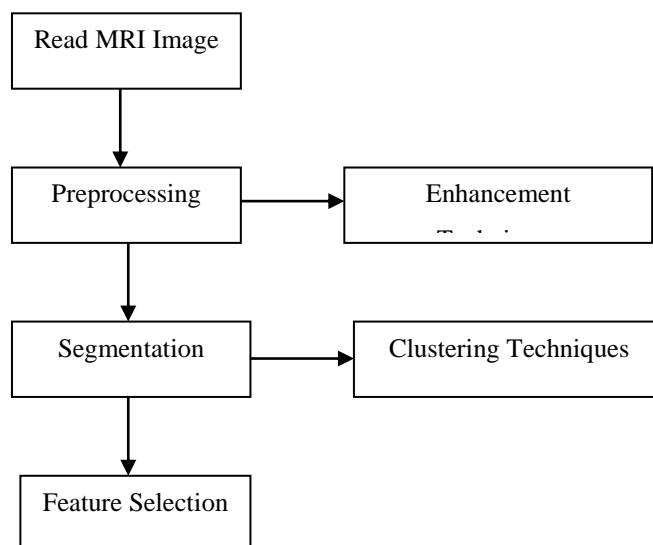 Read MRI Image
Preprocessing
Enhancement
Segmentation
Clustering Techniques
Feature Selection